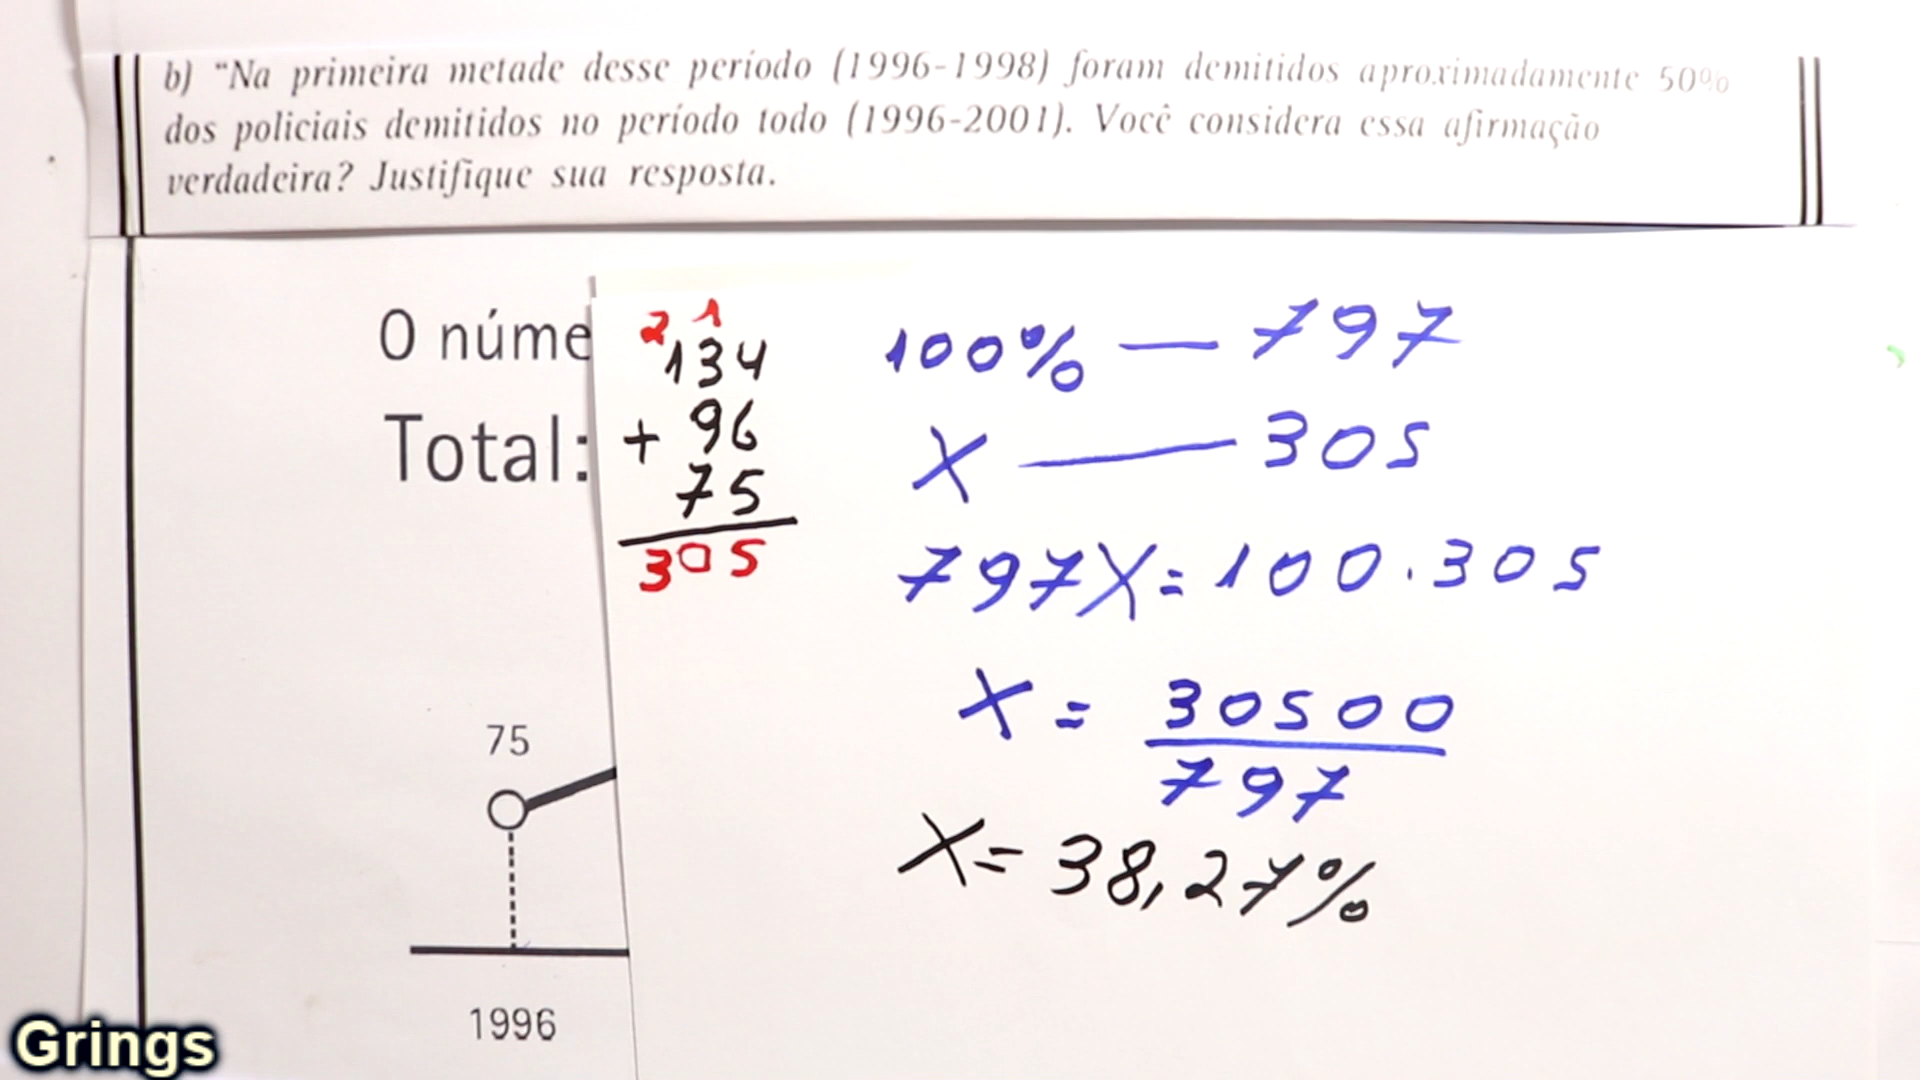 b) "Na primeira metade desse período (1996-1998) foram demitidos aproximadamente 50%
dos policiais demitidos no período todo (1996-2001). Você considera essa afirmação
verdadeira? Justifique sua resposta.
O núme
Total:
2 1
134
+ 96
75
305
100% — 797
X — 305
797X = 100.305
X = 30500
797
X = 38,27%
75
1996
Grings